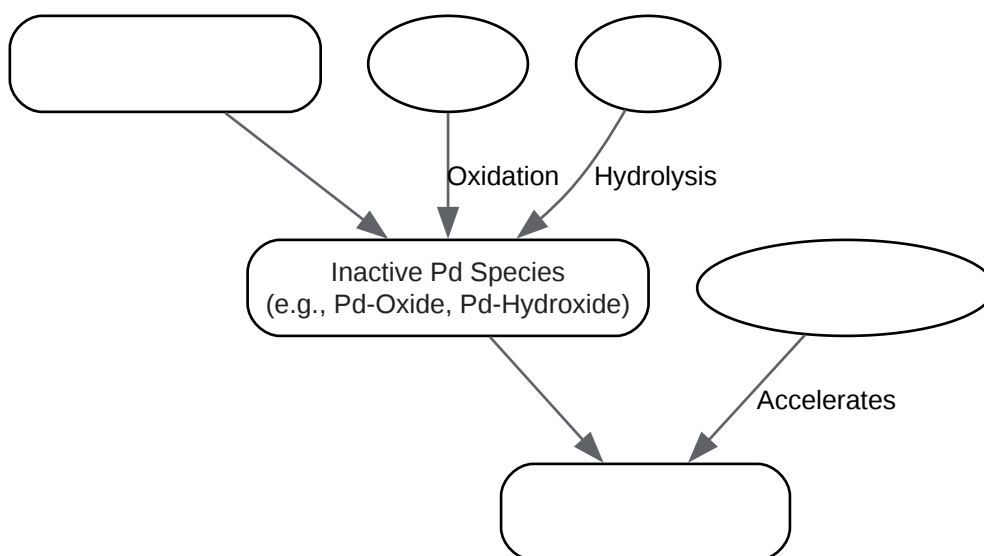 Oxidation
Hydrolysis
Inactive Pd Species
(e.g., Pd-Oxide, Pd-Hydroxide)
Accelerates